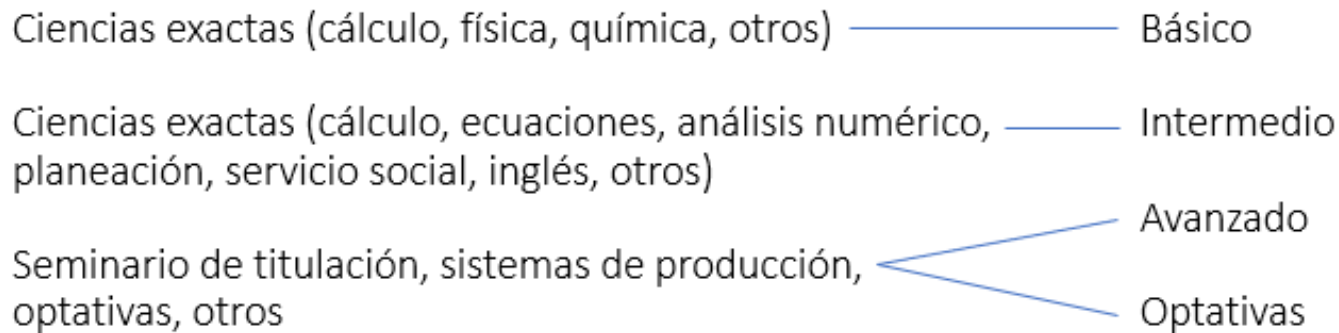 Ciencias exactas (cálculo, física, química, otros) Básico
Ciencias exactas (cálculo, ecuaciones, análisis numérico, Intermedio
planeación, servicio social, inglés, otros)
Avanzado
Seminario de titulación, sistemas de producción,
optativas, otros Optativas